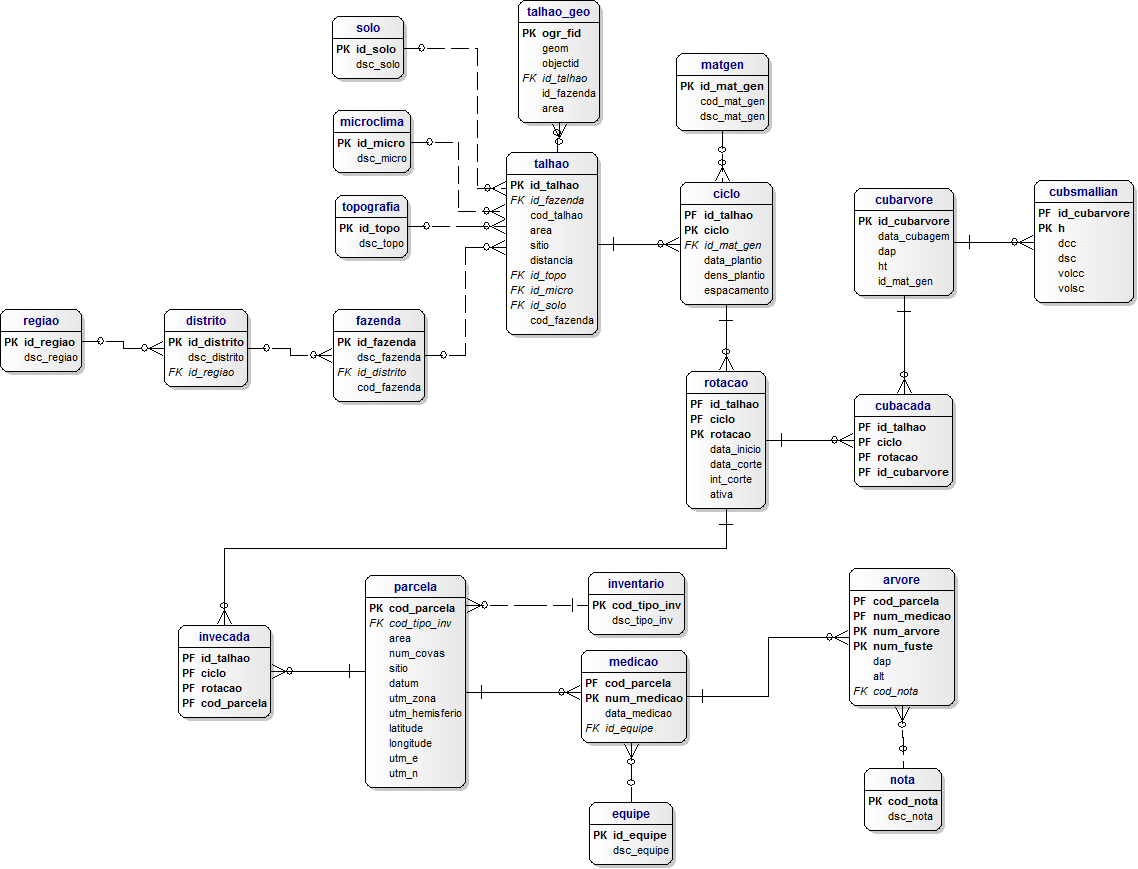 talhao_geo
PK ogr_fid
geom
objectid
FK id_talhao
id_fazenda
area
solo
PK id_solo
dsc_solo
matgen
PK id_mat_gen
cod_mat_gen
dsc_mat_gen
microclima
PK id_micro
dsc_micro
talhao
PK id_talhao
FK id_fazenda
cod_talhao
area
sitio
distancia
FK id_topo
FK id_micro
FK id_solo
cod_fazenda
topografia
PK id_topo
dsc_topo
ciclo
PF id_talhao
PK ciclo
FK id_mat_gen
data_plantio
dens_plantio
espacamento
cubarvore
PK id_cubarvore
data_cubagem
dap
ht
id_mat_gen
cubsmallian
PF id_cubarvore
PK h
dcc
dsc
volcc
volsc
regiao
PK id_regiao
dsc_regiao
distrito
PK id_distrito
dsc_distrito
FK id_regiao
fazenda
PK id_fazenda
dsc_fazenda
FK id_distrito
cod_fazenda
rotacao
PF id_talhao
PF ciclo
PK rotacao
data_inicio
data_corte
int_corte
ativa
cubacada
PF id_talhao
PF ciclo
PF rotacao
PF id_cubarvore
invecada
PF id_talhao
PF ciclo
PF rotacao
PF cod_parcela
parcela
PK cod_parcela
FK cod_tipo_inv
area
num_covas
sitio
datum
utm_zona
utm_hemisferio
latitude
longitude
utm_e
utm_n
inventario
PK cod_tipo_inv
dsc_tipo_inv
medicao
PF cod_parcela
PK num_medicao
data_medicao
FK id_equipe
arvore
PF cod_parcela
PF num_medicao
PK num_arvore
PK num_fuste
dap
alt
FK cod_nota
equipe
PK id_equipe
dsc_equipe
nota
PK cod_nota
dsc_nota